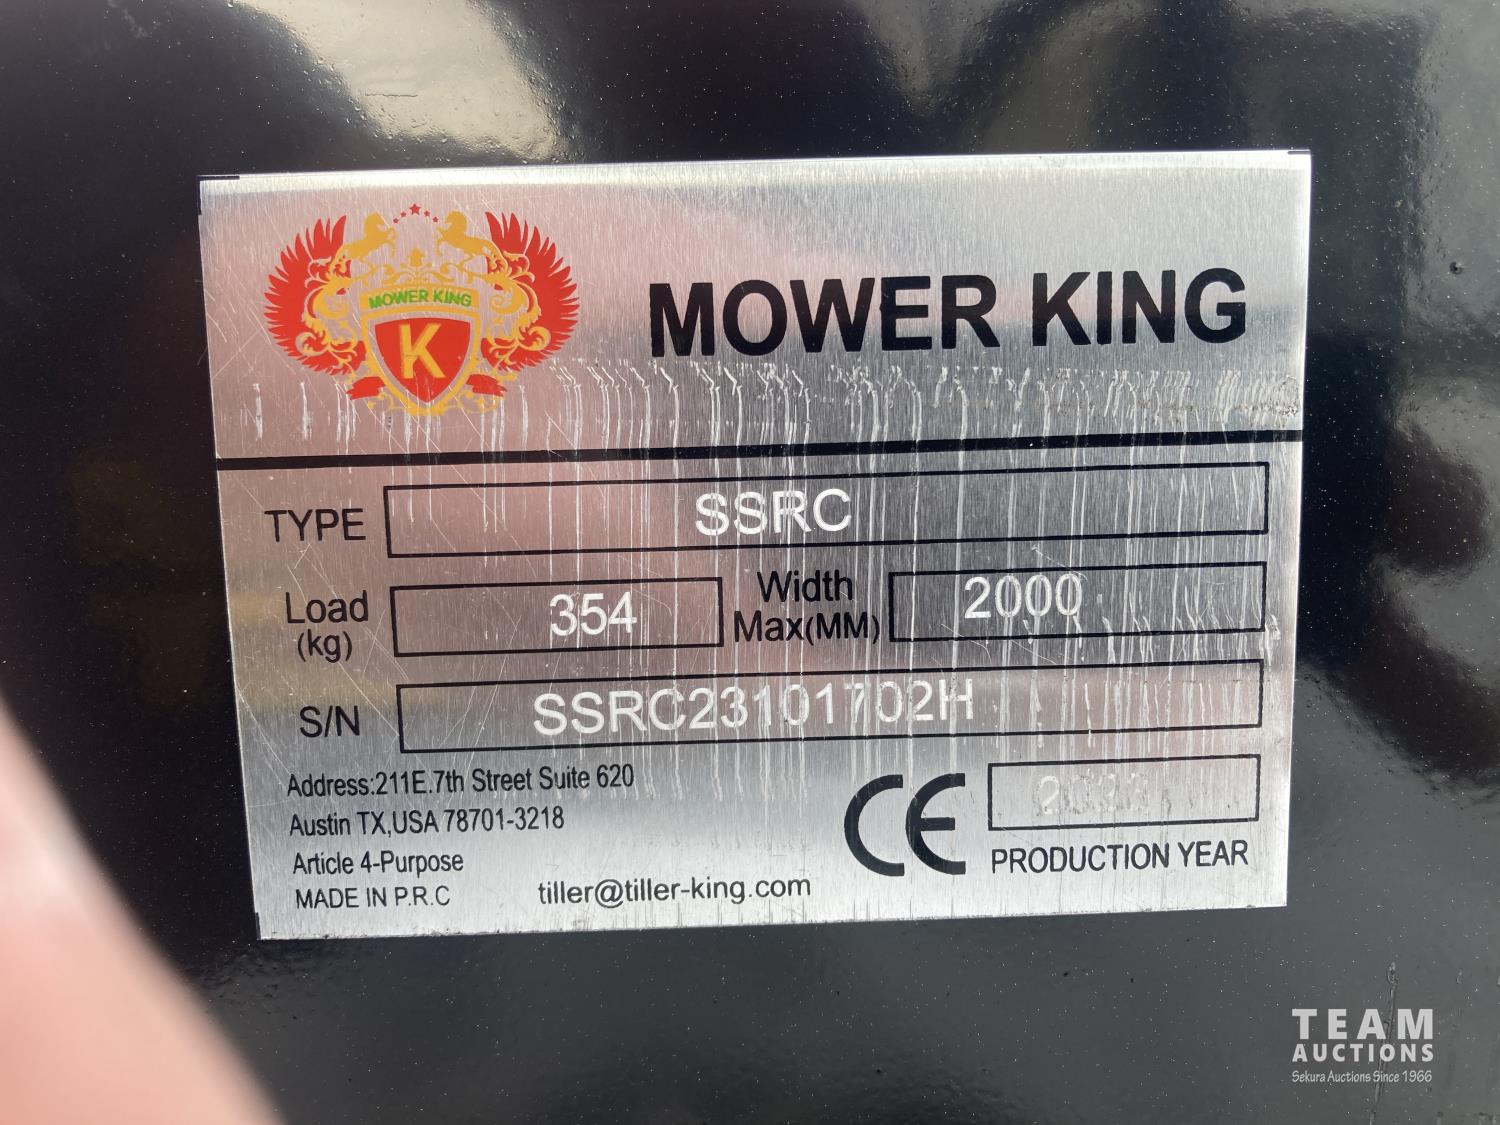 MOWER KING
K
MOWER KING
TYPE SSRC
Load (kg) 354 Width Max(MM) 2000
S/N SSRC23101702H
Address:211E.7th Street Suite 620
Austin TX,USA 78701-3218
Article 4-Purpose
MADE IN P.R.C
tiller@tiller-king.com
CE
PRODUCTION YEAR
TEAM
AUCTIONS
Sekura Auctions Since 1966